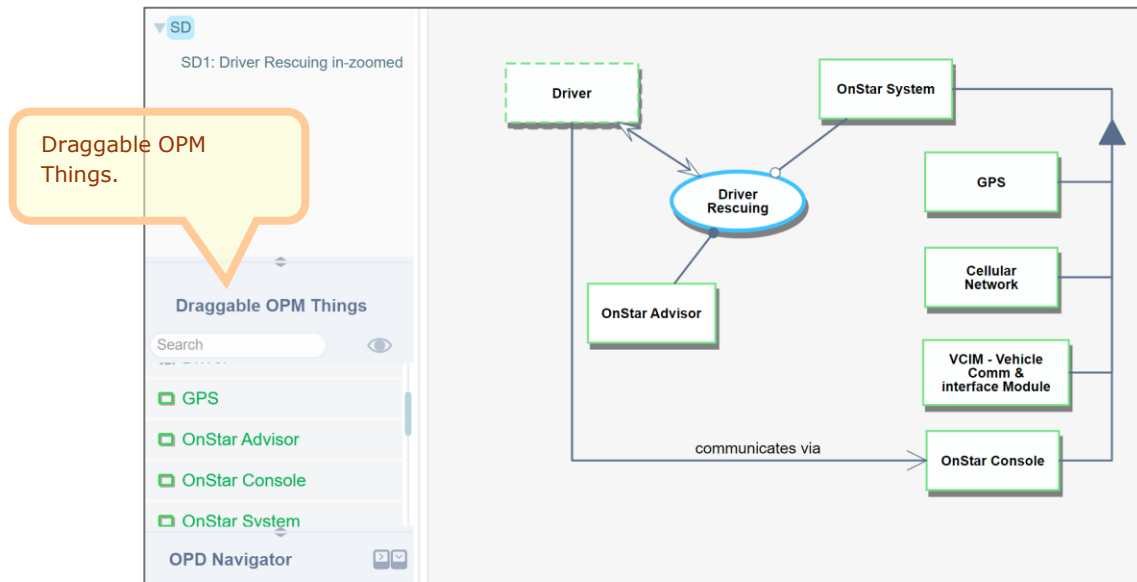 SD
SD1: Driver Rescuing in-zoomed
Draggable OPM
Things.
Draggable OPM Things
Search
GPS
OnStar Advisor
OnStar Console
OnStar System
OPD Navigator
Driver
OnStar System
GPS
Driver
Rescuing
Cellular
Network
OnStar Advisor
VCIM - Vehicle
Comm &
interface Module
communicates via
OnStar Console